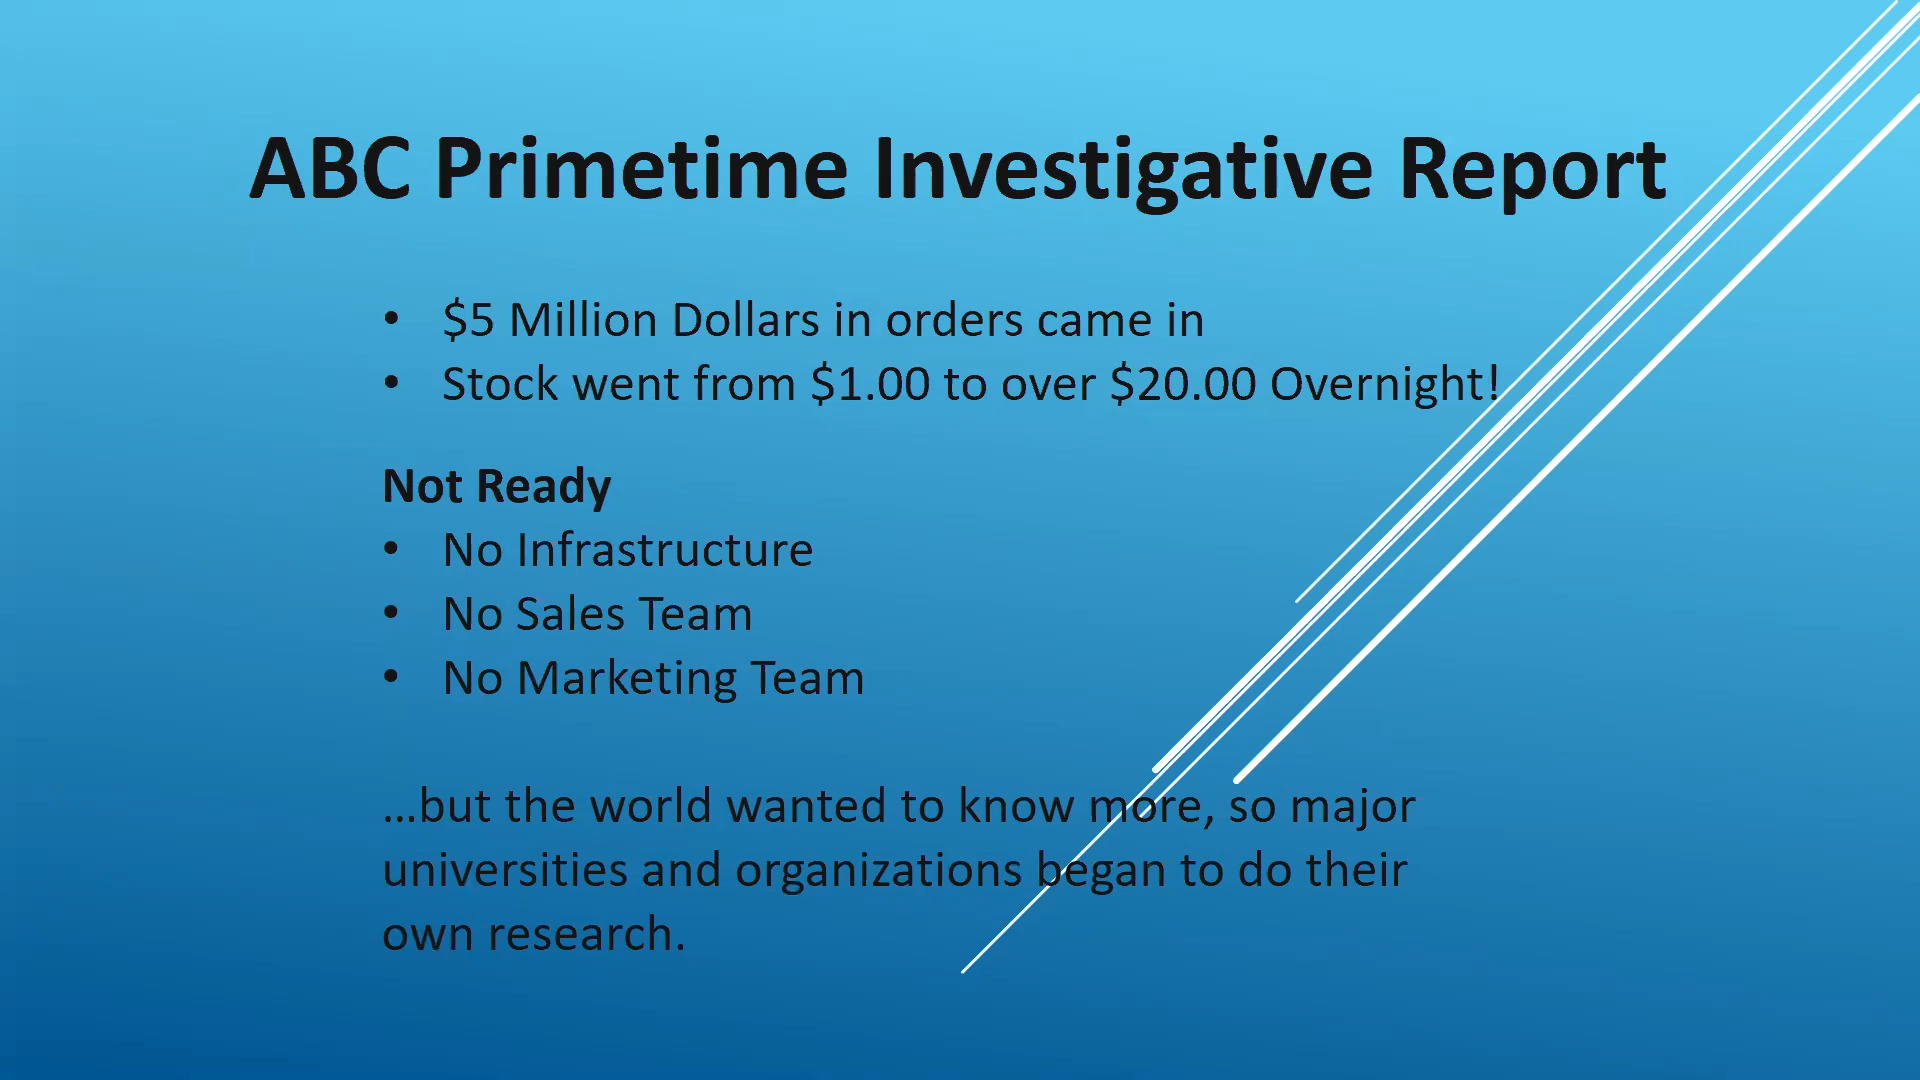 ABC Primetime Investigative Report
• $5 Million Dollars in orders came in
• Stock went from $1.00 to over $20.00 Overnight!
Not Ready
• No Infrastructure
• No Sales Team
• No Marketing Team
...but the world wanted to know more, so major
universities and organizations began to do their
own research.